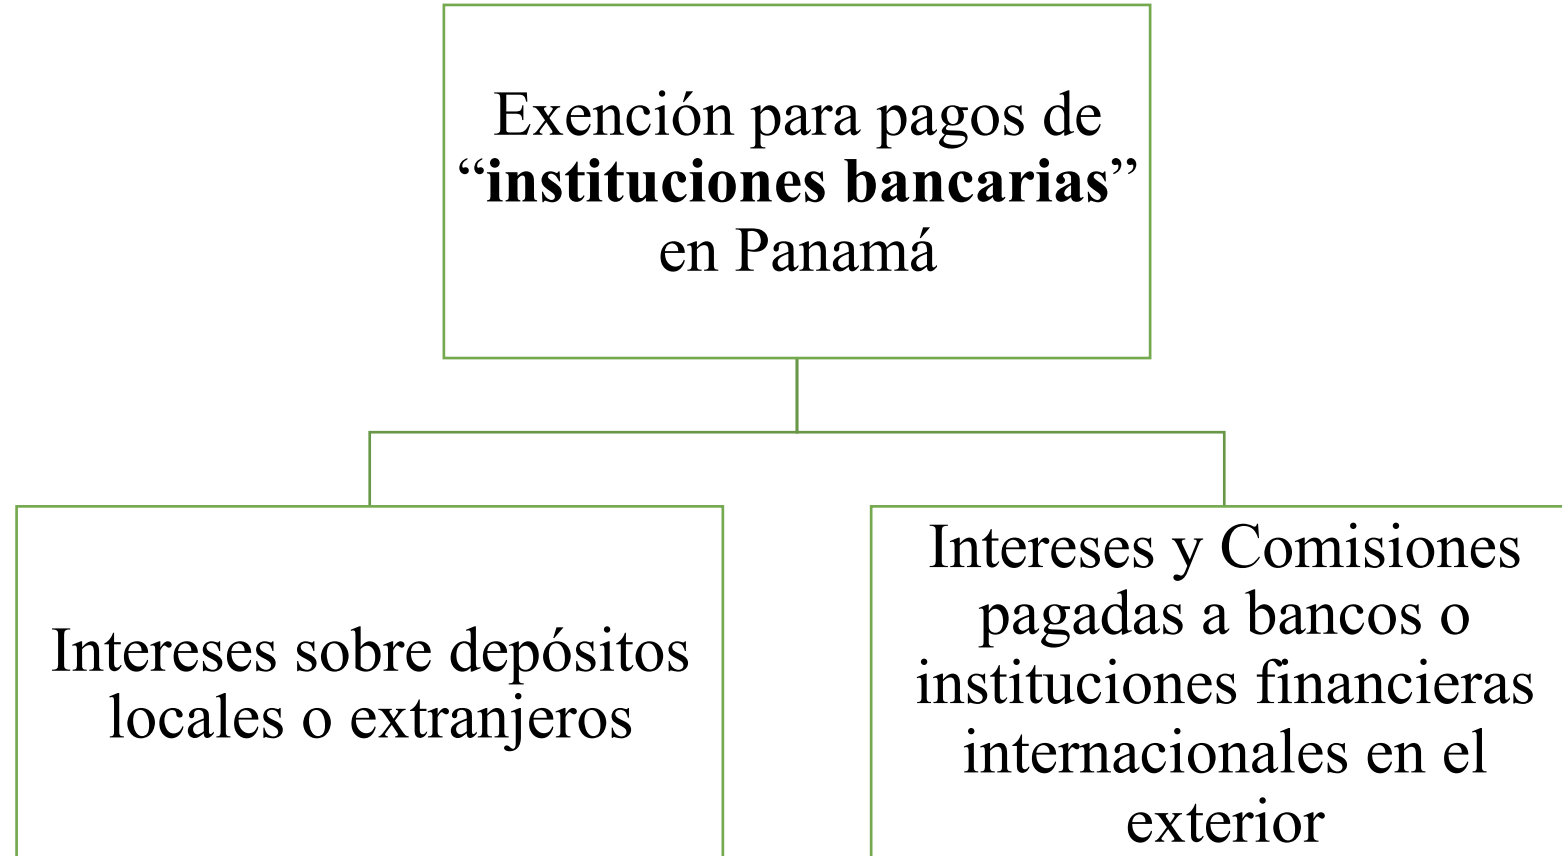 Exención para pagos de
“instituciones bancarias”
en Panamá
Intereses sobre depósitos
locales o extranjeros
Intereses y Comisiones
pagadas a bancos o
instituciones financieras
internacionales en el
exterior